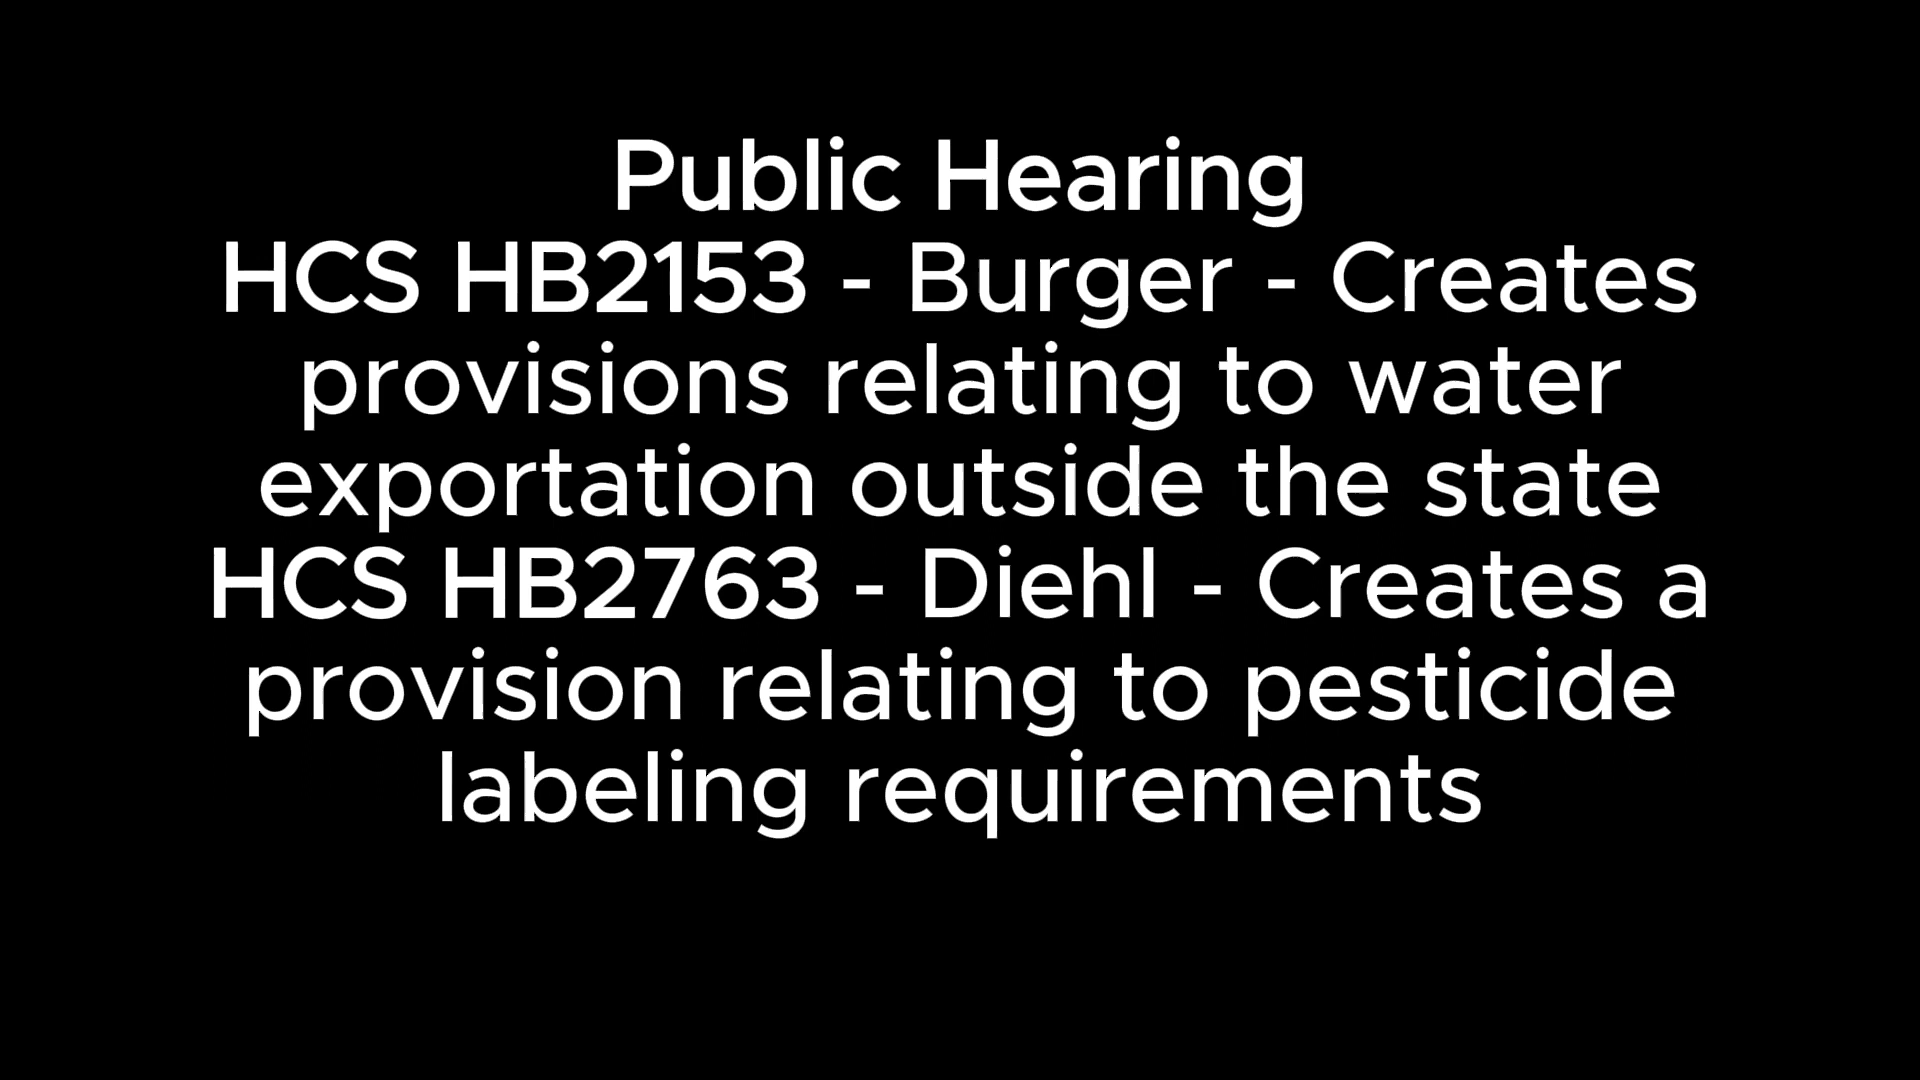 Public Hearing
HCS HB2153 - Burger - Creates
provisions relating to water
exportation outside the state
HCS HB2763 - Diehl - Creates a
provision relating to pesticide
labeling requirements